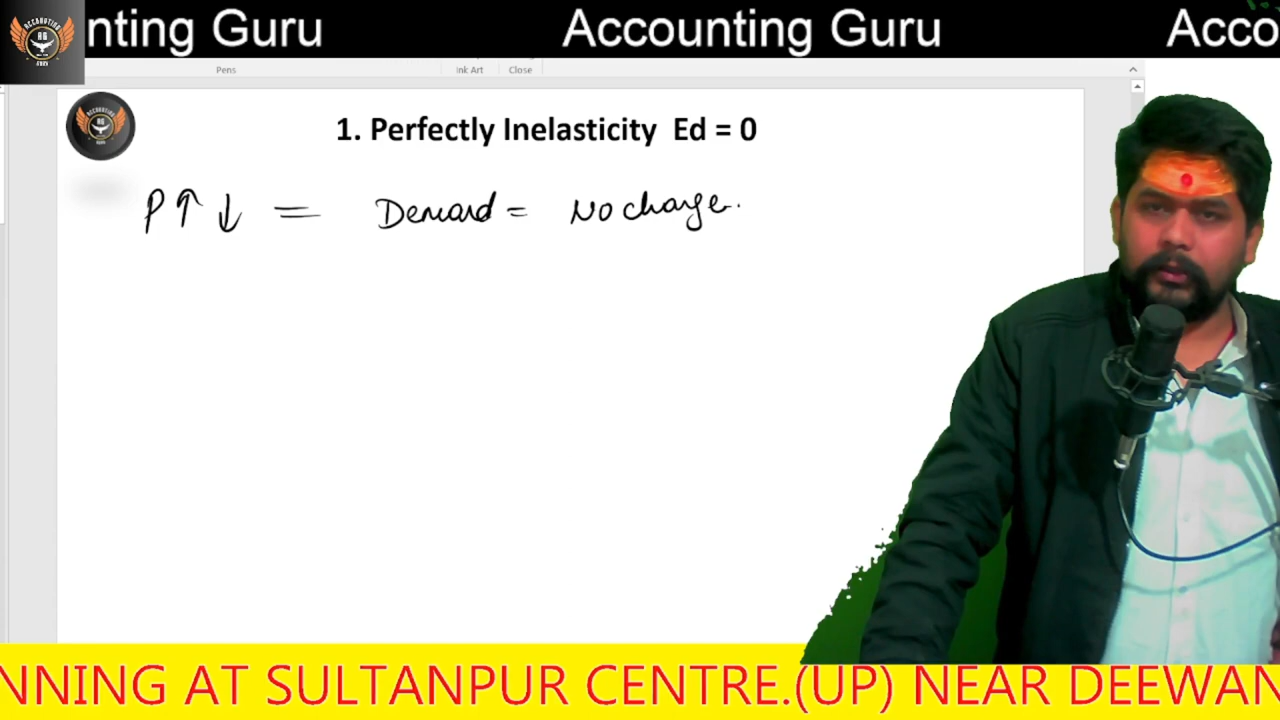 nting Guru Accounting Guru Acco
Pens Ink Art Close
1. Perfectly Inelasticity Ed = 0
P↑ ↓ = Demand = No change.
NNING AT SULTANPUR CENTRE.(UP) NEAR DEEWAN